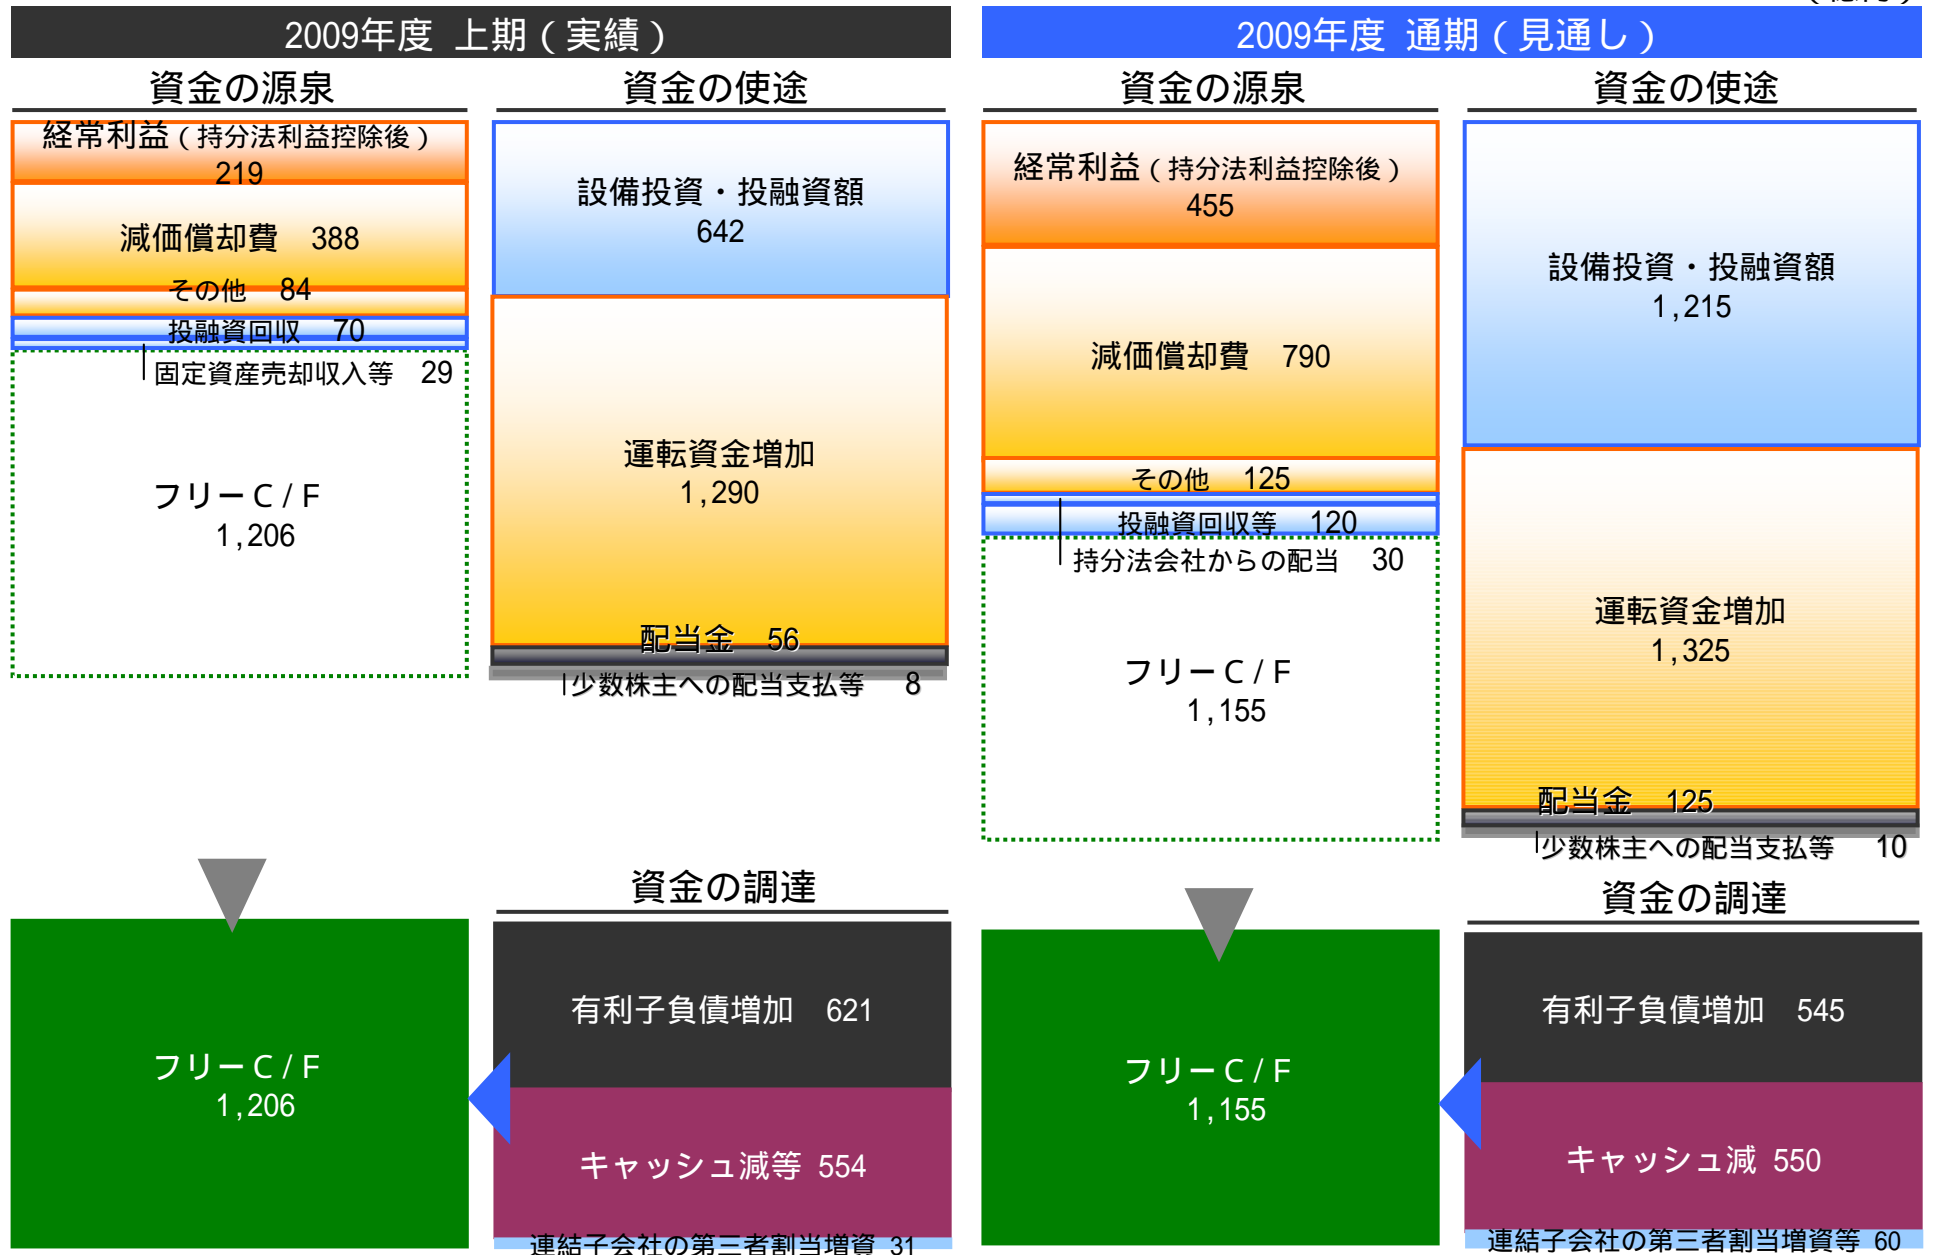 2009年度 上期（実績）
資金の源泉
資金の使途
経常利益（持分法利益控除後）
219
減価償却費 388
その他 84
投融資回収 70
固定資産売却収入等 29
フリーC / F
1,206
設備投資・投融資額
642
運転資金増加
1,290
配当金 56
少数株主への配当支払等 8
フリーC / F
1,206
資金の調達
有利子負債増加 621
キャッシュ減等 554
連結子会社の第三者割当増資 31
2009年度 通期（見通し）
資金の源泉
資金の使途
経常利益（持分法利益控除後）
455
減価償却費 790
その他 125
投融資回収等 120
持分法会社からの配当 30
フリーC / F
1,155
設備投資・投融資額
1,215
運転資金増加
1,325
配当金 125
少数株主への配当支払等 10
フリーC / F
1,155
資金の調達
有利子負債増加 545
キャッシュ減 550
連結子会社の第三者割当増資等 60